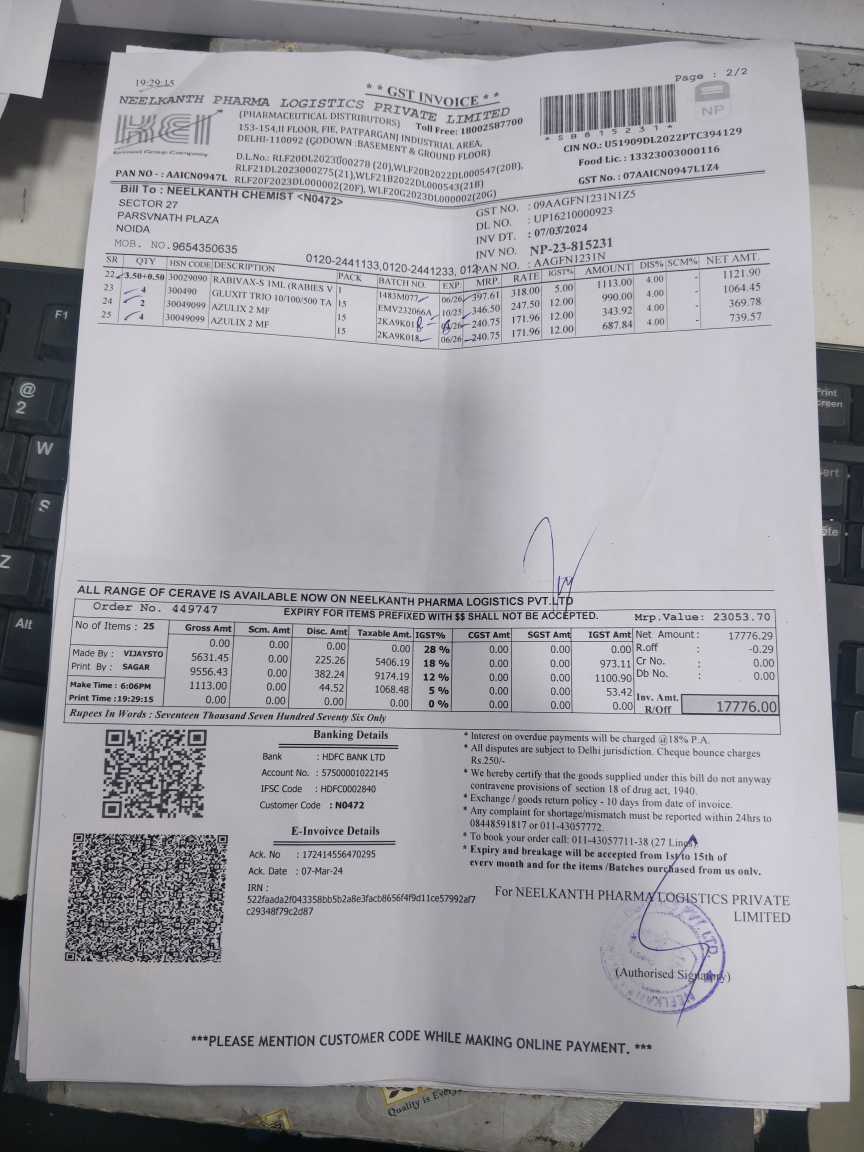 19:29:15
Page : 2/2
** GST INVOICE **
NEELKANTH PHARMA LOGISTICS PRIVATE LIMITED
(PHARMACEUTICAL DISTRIBUTORS) Toll Free: 18002587700
153-154,II FLOOR, FIE, PATPARGANJ INDUSTRIAL AREA,
DELHI-110092 (GODOWN :BASEMENT & GROUND FLOOR)
D.L.No.: RLF20DL2023000278 (20),WLF20B2022DL000547(20B),
RLF21DL2023000275(21),WLF21B2022DL000543(21B)
RLF20F2023DL000002(20F), WLF20G2023DL000002(20G)
PAN NO - : AAICN0947L
*SB815231*
NP
CIN NO.: U51909DL2022PTC394129
Food Lic. : 13323003000116
GST No. : 07AAICN0947L1Z4
Bill To : NEELKANTH CHEMIST <N0472>
SECTOR 27
PARSVNATH PLAZA
NOIDA
MOB. NO. 9654350635
0120-2441133,0120-2441233, 012
GST NO. : 09AAGFN1231N1Z5
DL NO. : UP16210000923
INV DT. : 07/03/2024
INV NO. NP-23-815231
PAN NO. : AAGFN1231N
SR QTY HSN CODE DESCRIPTION PACK BATCH NO. EXP. MRP. RATE IGST% AMOUNT DIS% SCM% NET AMT.
22 3.50+0.50 30029090 RABIVAX-S 1ML (RABIES V 1 1483M077 06/26 397.61 318.00 5.00 1113.00 4.00 - 1121.90
23 4 300490 GLUXIT TRIO 10/100/500 TA 15 EMV232066A 10/25 346.50 247.50 12.00 990.00 4.00 - 1064.45
24 2 30049099 AZULIX 2 MF 15 2KA9K01 /26 240.75 171.96 12.00 343.92 4.00 - 369.78
25 4 30049099 AZULIX 2 MF 15 2KA9K018 06/26 240.75 171.96 12.00 687.84 4.00 - 739.57
ALL RANGE OF CERAVE IS AVAILABLE NOW ON NEELKANTH PHARMA LOGISTICS PVT.LTD
Order No. 449747 EXPIRY FOR ITEMS PREFIXED WITH $$ SHALL NOT BE ACCEPTED. Mrp.Value: 23053.70
No of Items : 25
Made By : VIJAYSTO
Print By : SAGAR
Make Time : 6:06PM
Print Time :19:29:15
Gross Amt Scm. Amt Disc. Amt Taxable Amt. IGST% CGST Amt SGST Amt IGST Amt
0.00 0.00 0.00 0.00 28 % 0.00 0.00 0.00
5631.45 0.00 225.26 5406.19 18 % 0.00 0.00 973.11
9556.43 0.00 382.24 9174.19 12 % 0.00 0.00 1100.90
1113.00 0.00 44.52 1068.48 5 % 0.00 0.00 53.42
0.00 0.00 0.00 0.00 0 % 0.00 0.00 0.00
Net Amount : 17776.29
R.off : -0.29
Cr No. : 0.00
Db No. : 0.00
Inv. Amt. R/Off 17776.00
Rupees In Words : Seventeen Thousand Seven Hundred Seventy Six Only
Banking Details
Bank : HDFC BANK LTD
Account No. : 57500001022145
IFSC Code : HDFC0002840
Customer Code : N0472
E-Invoivce Details
Ack. No : 172414556470295
Ack. Date : 07-Mar-24
IRN :
522faada2f043358bb5b2a8e3facb8656f4f9d11ce57992af7
c29348f79c2d87
* Interest on overdue payments will be charged @18% P.A.
* All disputes are subject to Delhi jurisdiction. Cheque bounce charges
Rs.250/-
* We hereby certify that the goods supplied under this bill do not anyway
contravene provisions of section 18 of drug act, 1940.
* Exchange / goods return policy - 10 days from date of invoice.
* Any complaint for shortage/mismatch must be reported within 24hrs to
08448591817 or 011-43057772.
* To book your order call: 011-43057711-38 (27 Lines)
* Expiry and breakage will be accepted from 1st to 15th of
every month and for the items /Batches purchased from us only.
For NEELKANTH PHARMA LOGISTICS PRIVATE
LIMITED
(Authorised Signatory)
***PLEASE MENTION CUSTOMER CODE WHILE MAKING ONLINE PAYMENT. ***
F1
@
2
W
S
Z
Alt
Print
Quality is